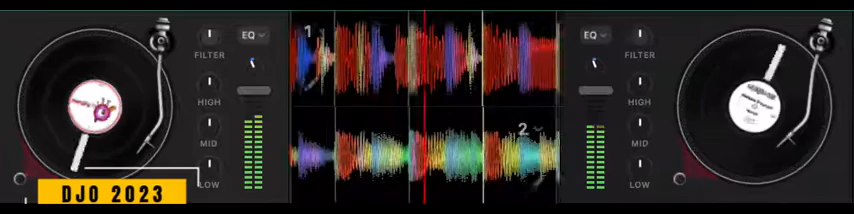 1
EQ
EQ
FILTER
FILTER
HIGH
HIGH
MID
MID
2
LOW
LOW
DJO 2023